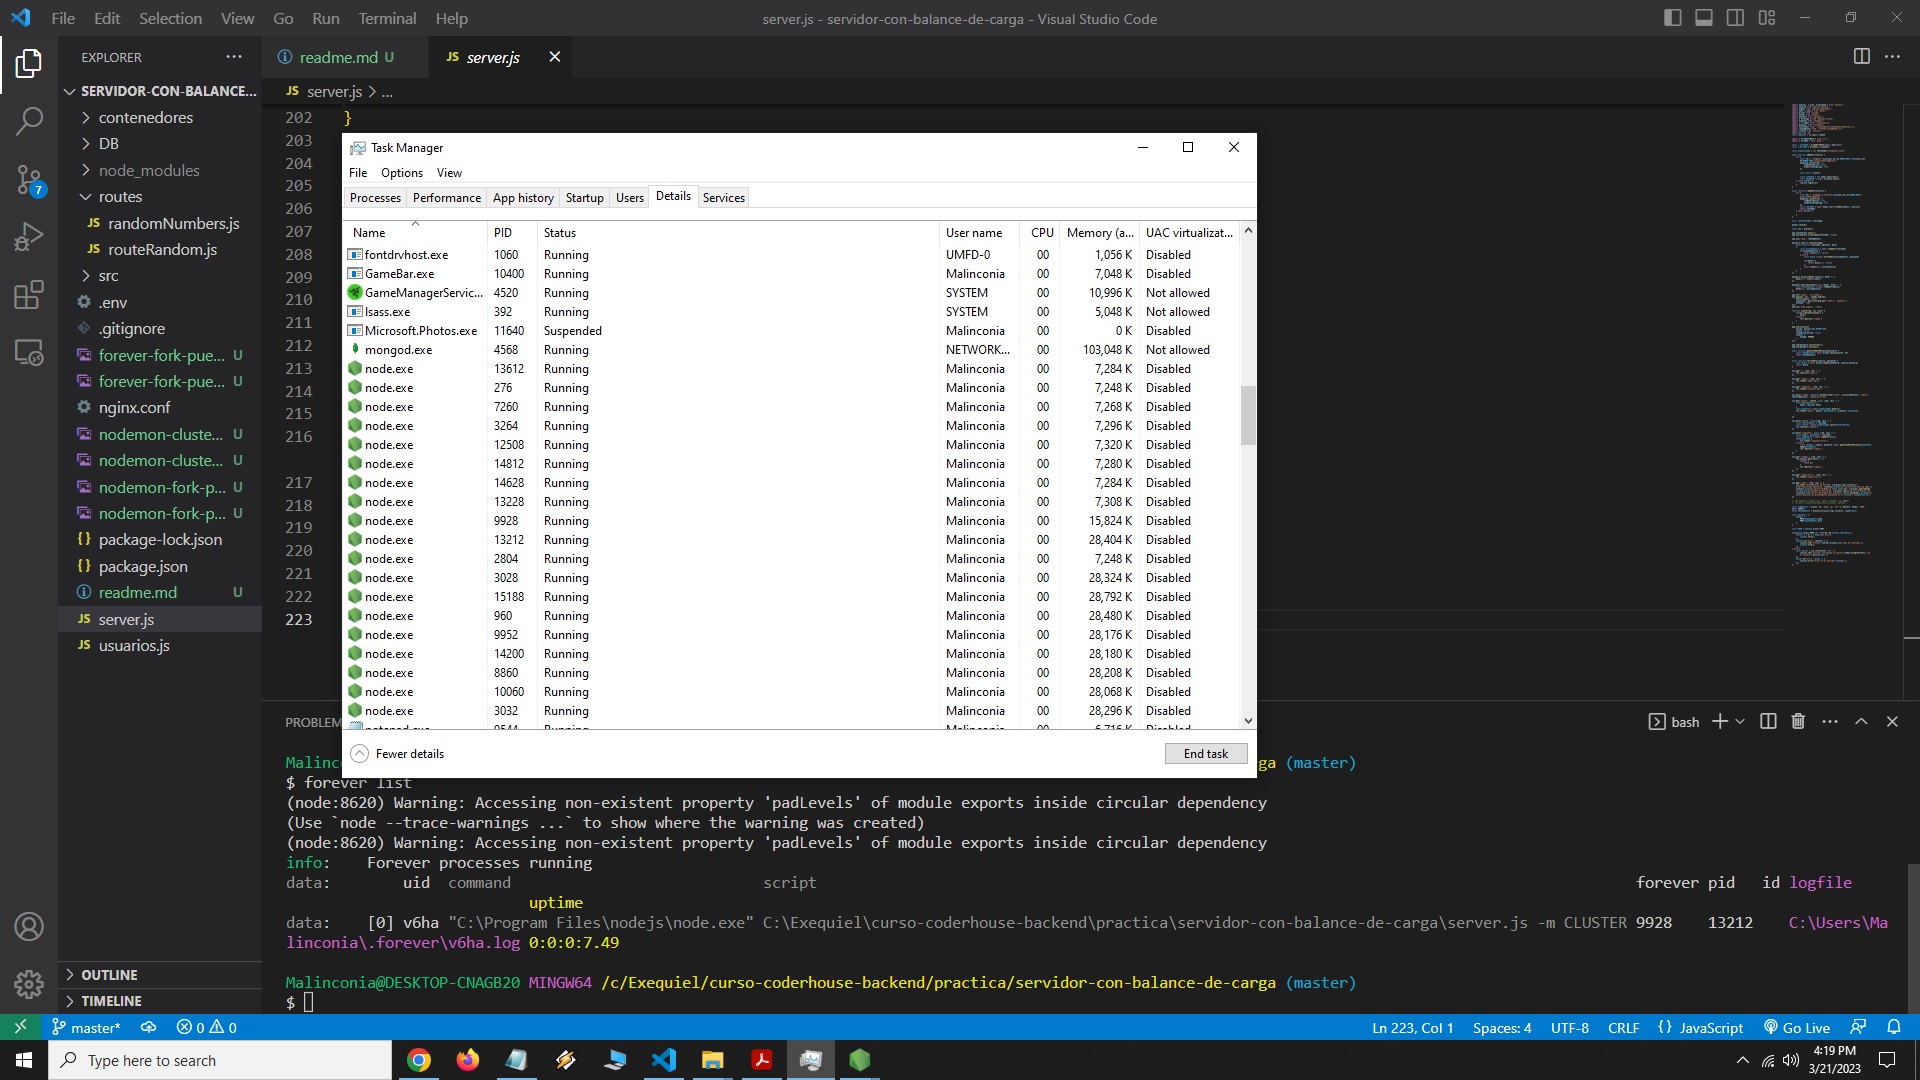 File Edit Selection View Go Run Terminal Help
server.js - servidor-con-balance-de-carga - Visual Studio Code
EXPLORER
readme.md U
JS server.js
SERVIDOR-CON-BALANCE...
JS server.js > ...
contenedores
DB
node_modules
routes
JS randomNumbers.js
JS routeRandom.js
src
.env
.gitignore
forever-fork-pue... U
forever-fork-pue... U
nginx.conf
nodemon-cluste... U
nodemon-cluste... U
nodemon-fork-p... U
nodemon-fork-p... U
package-lock.json
package.json
readme.md U
JS server.js
JS usuarios.js
OUTLINE
TIMELINE
202 }
203
204
205
206
207
208
209
210
211
212
213
214
215
216
217
218
219
220
221
222
223
Task Manager
File Options View
Processes Performance App history Startup Users Details Services
Name PID Status User name CPU Memory (a... UAC virtualizat...
fontdrvhost.exe 1060 Running UMFD-0 00 1,056 K Disabled
GameBar.exe 10400 Running Malinconia 00 7,048 K Disabled
GameManagerServic... 4520 Running SYSTEM 00 10,996 K Not allowed
lsass.exe 392 Running SYSTEM 00 5,048 K Not allowed
Microsoft.Photos.exe 11640 Suspended Malinconia 00 0 K Disabled
mongod.exe 4568 Running NETWORK... 00 103,048 K Not allowed
node.exe 13612 Running Malinconia 00 7,284 K Disabled
node.exe 276 Running Malinconia 00 7,248 K Disabled
node.exe 7260 Running Malinconia 00 7,268 K Disabled
node.exe 3264 Running Malinconia 00 7,296 K Disabled
node.exe 12508 Running Malinconia 00 7,320 K Disabled
node.exe 14812 Running Malinconia 00 7,280 K Disabled
node.exe 14628 Running Malinconia 00 7,284 K Disabled
node.exe 13228 Running Malinconia 00 7,308 K Disabled
node.exe 9928 Running Malinconia 00 15,824 K Disabled
node.exe 13212 Running Malinconia 00 28,404 K Disabled
node.exe 2804 Running Malinconia 00 7,248 K Disabled
node.exe 3028 Running Malinconia 00 28,324 K Disabled
node.exe 15188 Running Malinconia 00 28,792 K Disabled
node.exe 960 Running Malinconia 00 28,480 K Disabled
node.exe 9952 Running Malinconia 00 28,176 K Disabled
node.exe 14200 Running Malinconia 00 28,180 K Disabled
node.exe 8860 Running Malinconia 00 28,208 K Disabled
node.exe 10060 Running Malinconia 00 28,068 K Disabled
node.exe 3032 Running Malinconia 00 28,296 K Disabled
Fewer details End task
PROBLEM
bash
Malinc ga (master)
$ forever list
(node:8620) Warning: Accessing non-existent property 'padLevels' of module exports inside circular dependency
(Use `node --trace-warnings ...` to show where the warning was created)
(node:8620) Warning: Accessing non-existent property 'padLevels' of module exports inside circular dependency
info: Forever processes running
data: uid command script forever pid id logfile
uptime
data: [0] v6ha "C:\Program Files\nodejs\node.exe" C:\Exequiel\curso-coderhouse-backend\practica\servidor-con-balance-de-carga\server.js -m CLUSTER 9928 13212 C:\Users\Ma
linconia\.forever\v6ha.log 0:0:0:7.49
Malinconia@DESKTOP-CNAGB20 MINGW64 /c/Exequiel/curso-coderhouse-backend/practica/servidor-con-balance-de-carga (master)
$
7
master* 0 0 Ln 223, Col 1 Spaces: 4 UTF-8 CRLF JavaScript Go Live
Type here to search
4:19 PM
3/21/2023